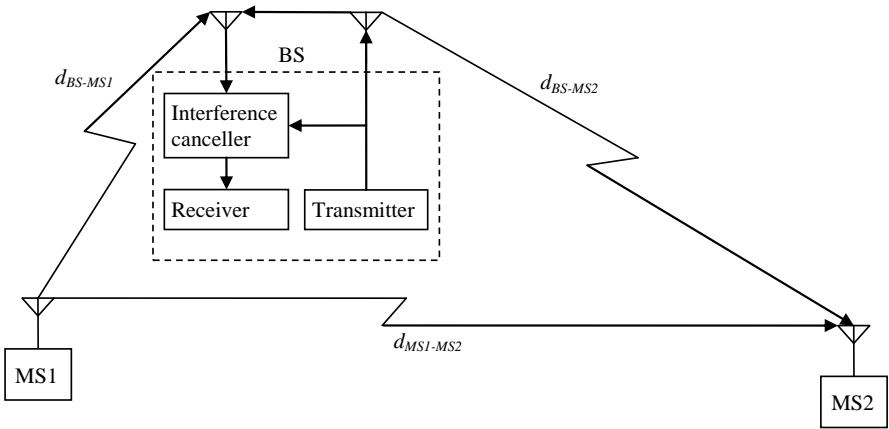 BS
d_BS-MS1
d_BS-MS2
Interference
canceller
Receiver
Transmitter
d_MS1-MS2
MS1
MS2